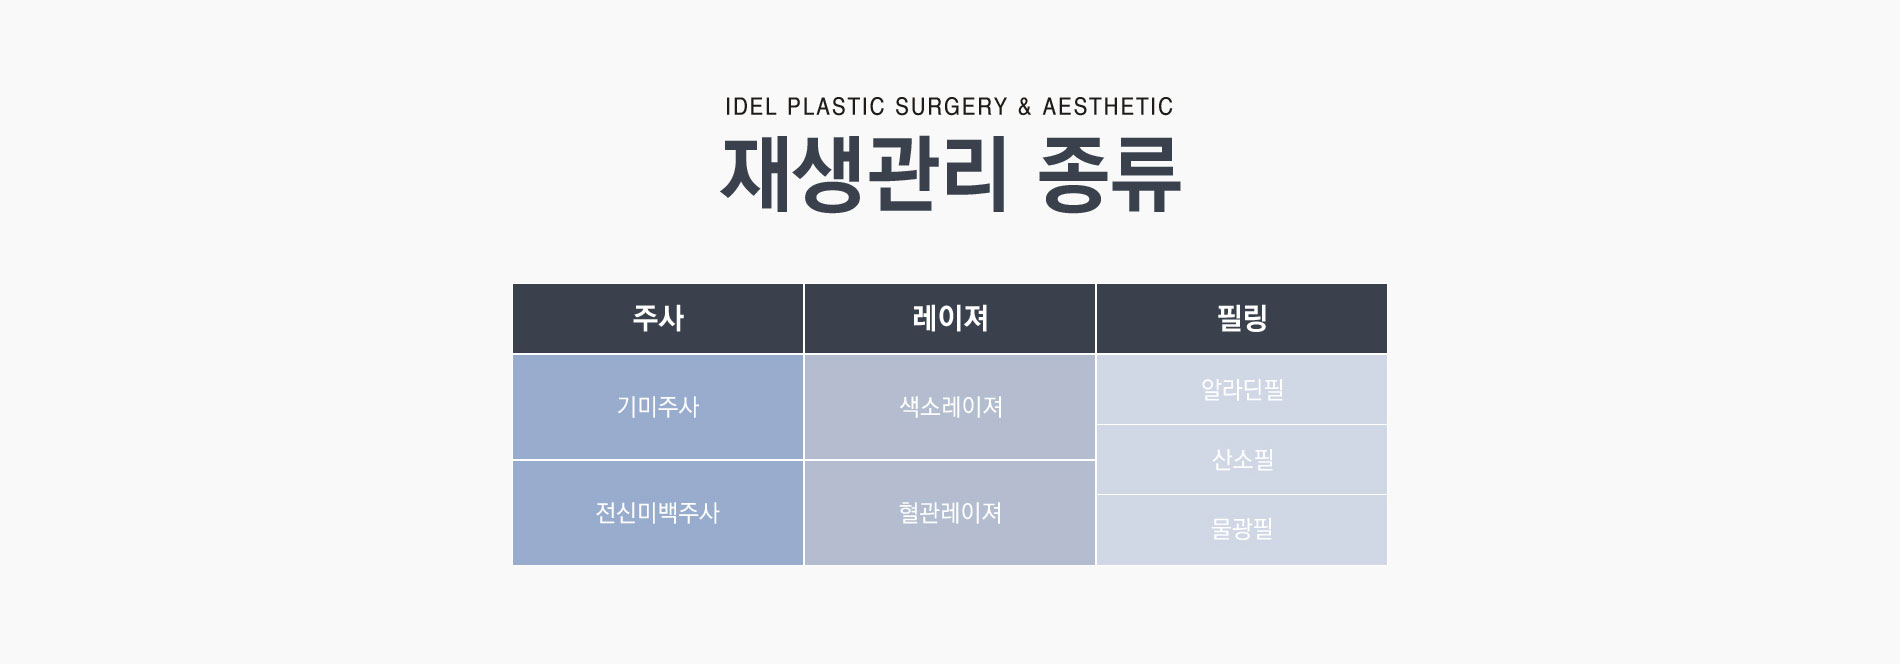 IDEL PLASTIC SURGERY & AESTHETIC
재생관리 종류
주사 레이져 필링
기미주사 색소레이져 알라딘필
산소필
전신미백주사 혈관레이져 물광필